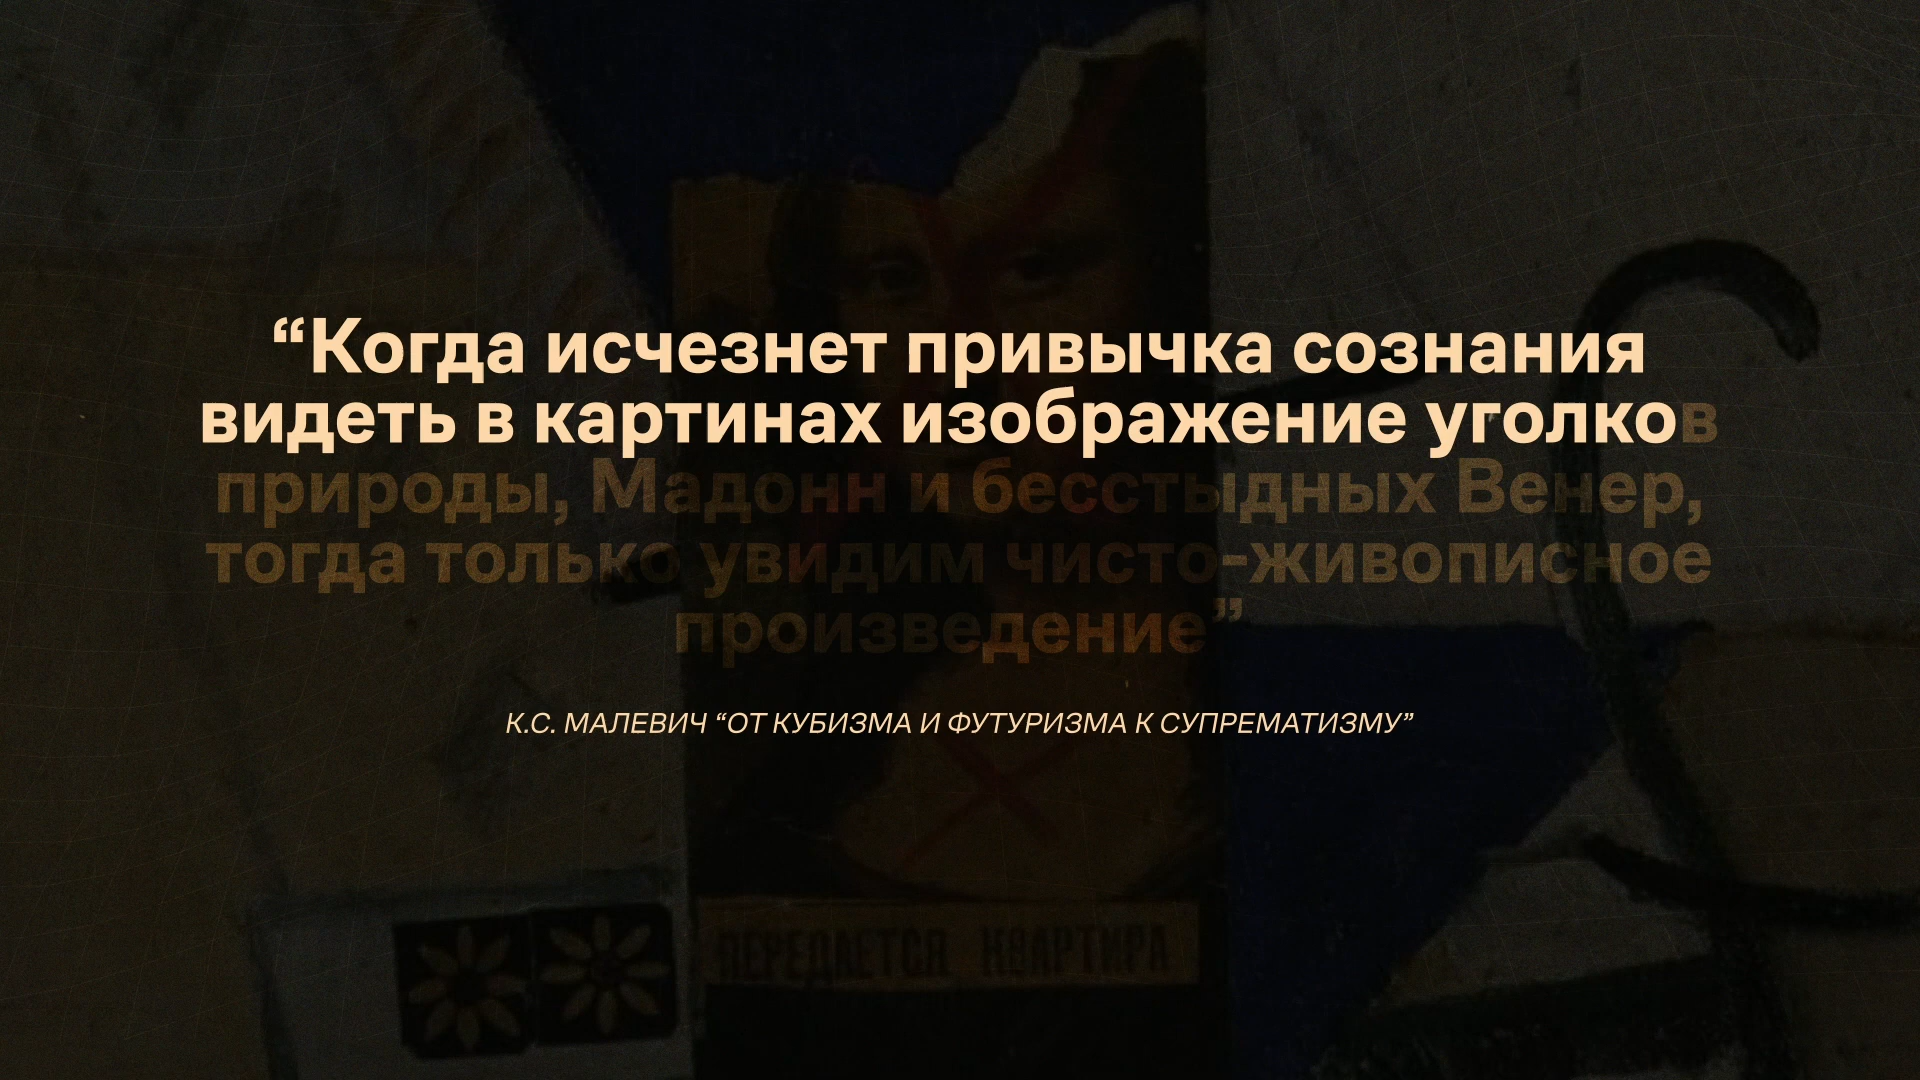 “Когда исчезнет привычка сознания
видеть в картинах изображение уголков
природы, Мадонн и бесстыдных Венер,
тогда только увидим чисто-живописное
произведение”
К.С. МАЛЕВИЧ “ОТ КУБИЗМА И ФУТУРИЗМА К СУПРЕМАТИЗМУ”
ПЕРЕДАЕТСЯ КВАРТИРА